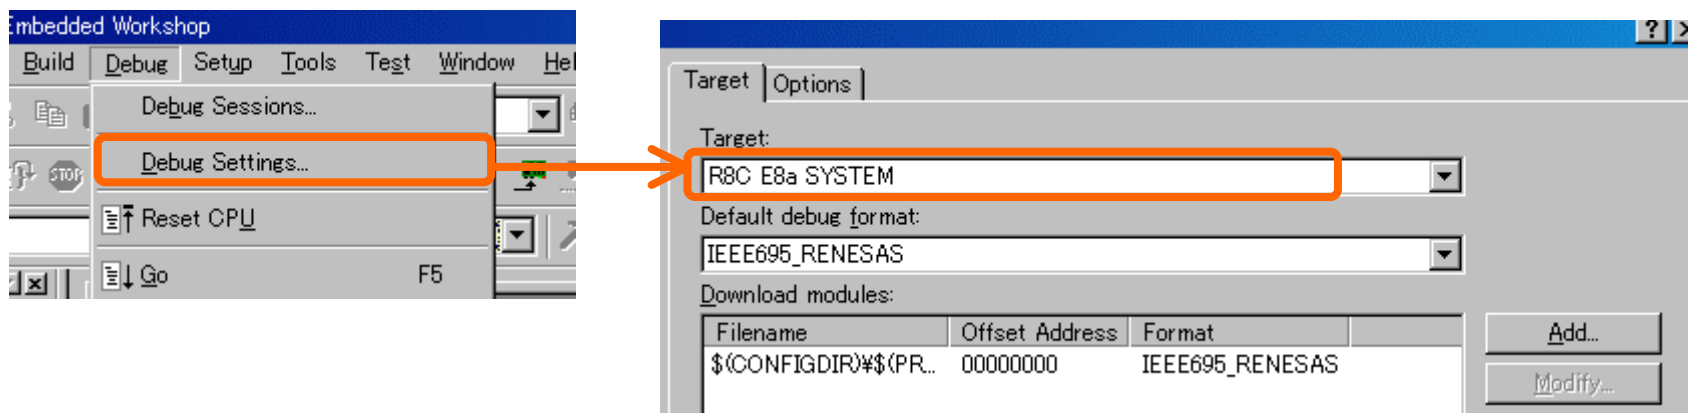 Embedded Workshop
Build Debug Setup Tools Test Window Hel
Debug Sessions...
STOP
Debug Settings...
Reset CPU
Go F5
Target Options
Target:
R8C E8a SYSTEM
Default debug format:
IEEE695_RENESAS
Download modules:
Filename Offset Address Format
$(CONFIGDIR)¥$(PR... 00000000 IEEE695_RENESAS
Add...
Modify...